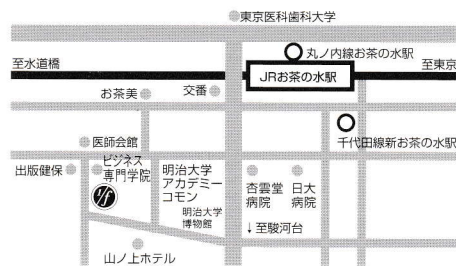 東京医科歯科大学
丸ノ内線お茶の水駅
至水道橋
JRお茶の水駅
至東京
お茶美
交番
千代田線新お茶の水駅
医師会館
出版健保
ビジネス
専門学院
明治大学
アカデミー
コモン
明治大学
博物館
杏雲堂
病院
日大
病院
↓至駿河台
山ノ上ホテル